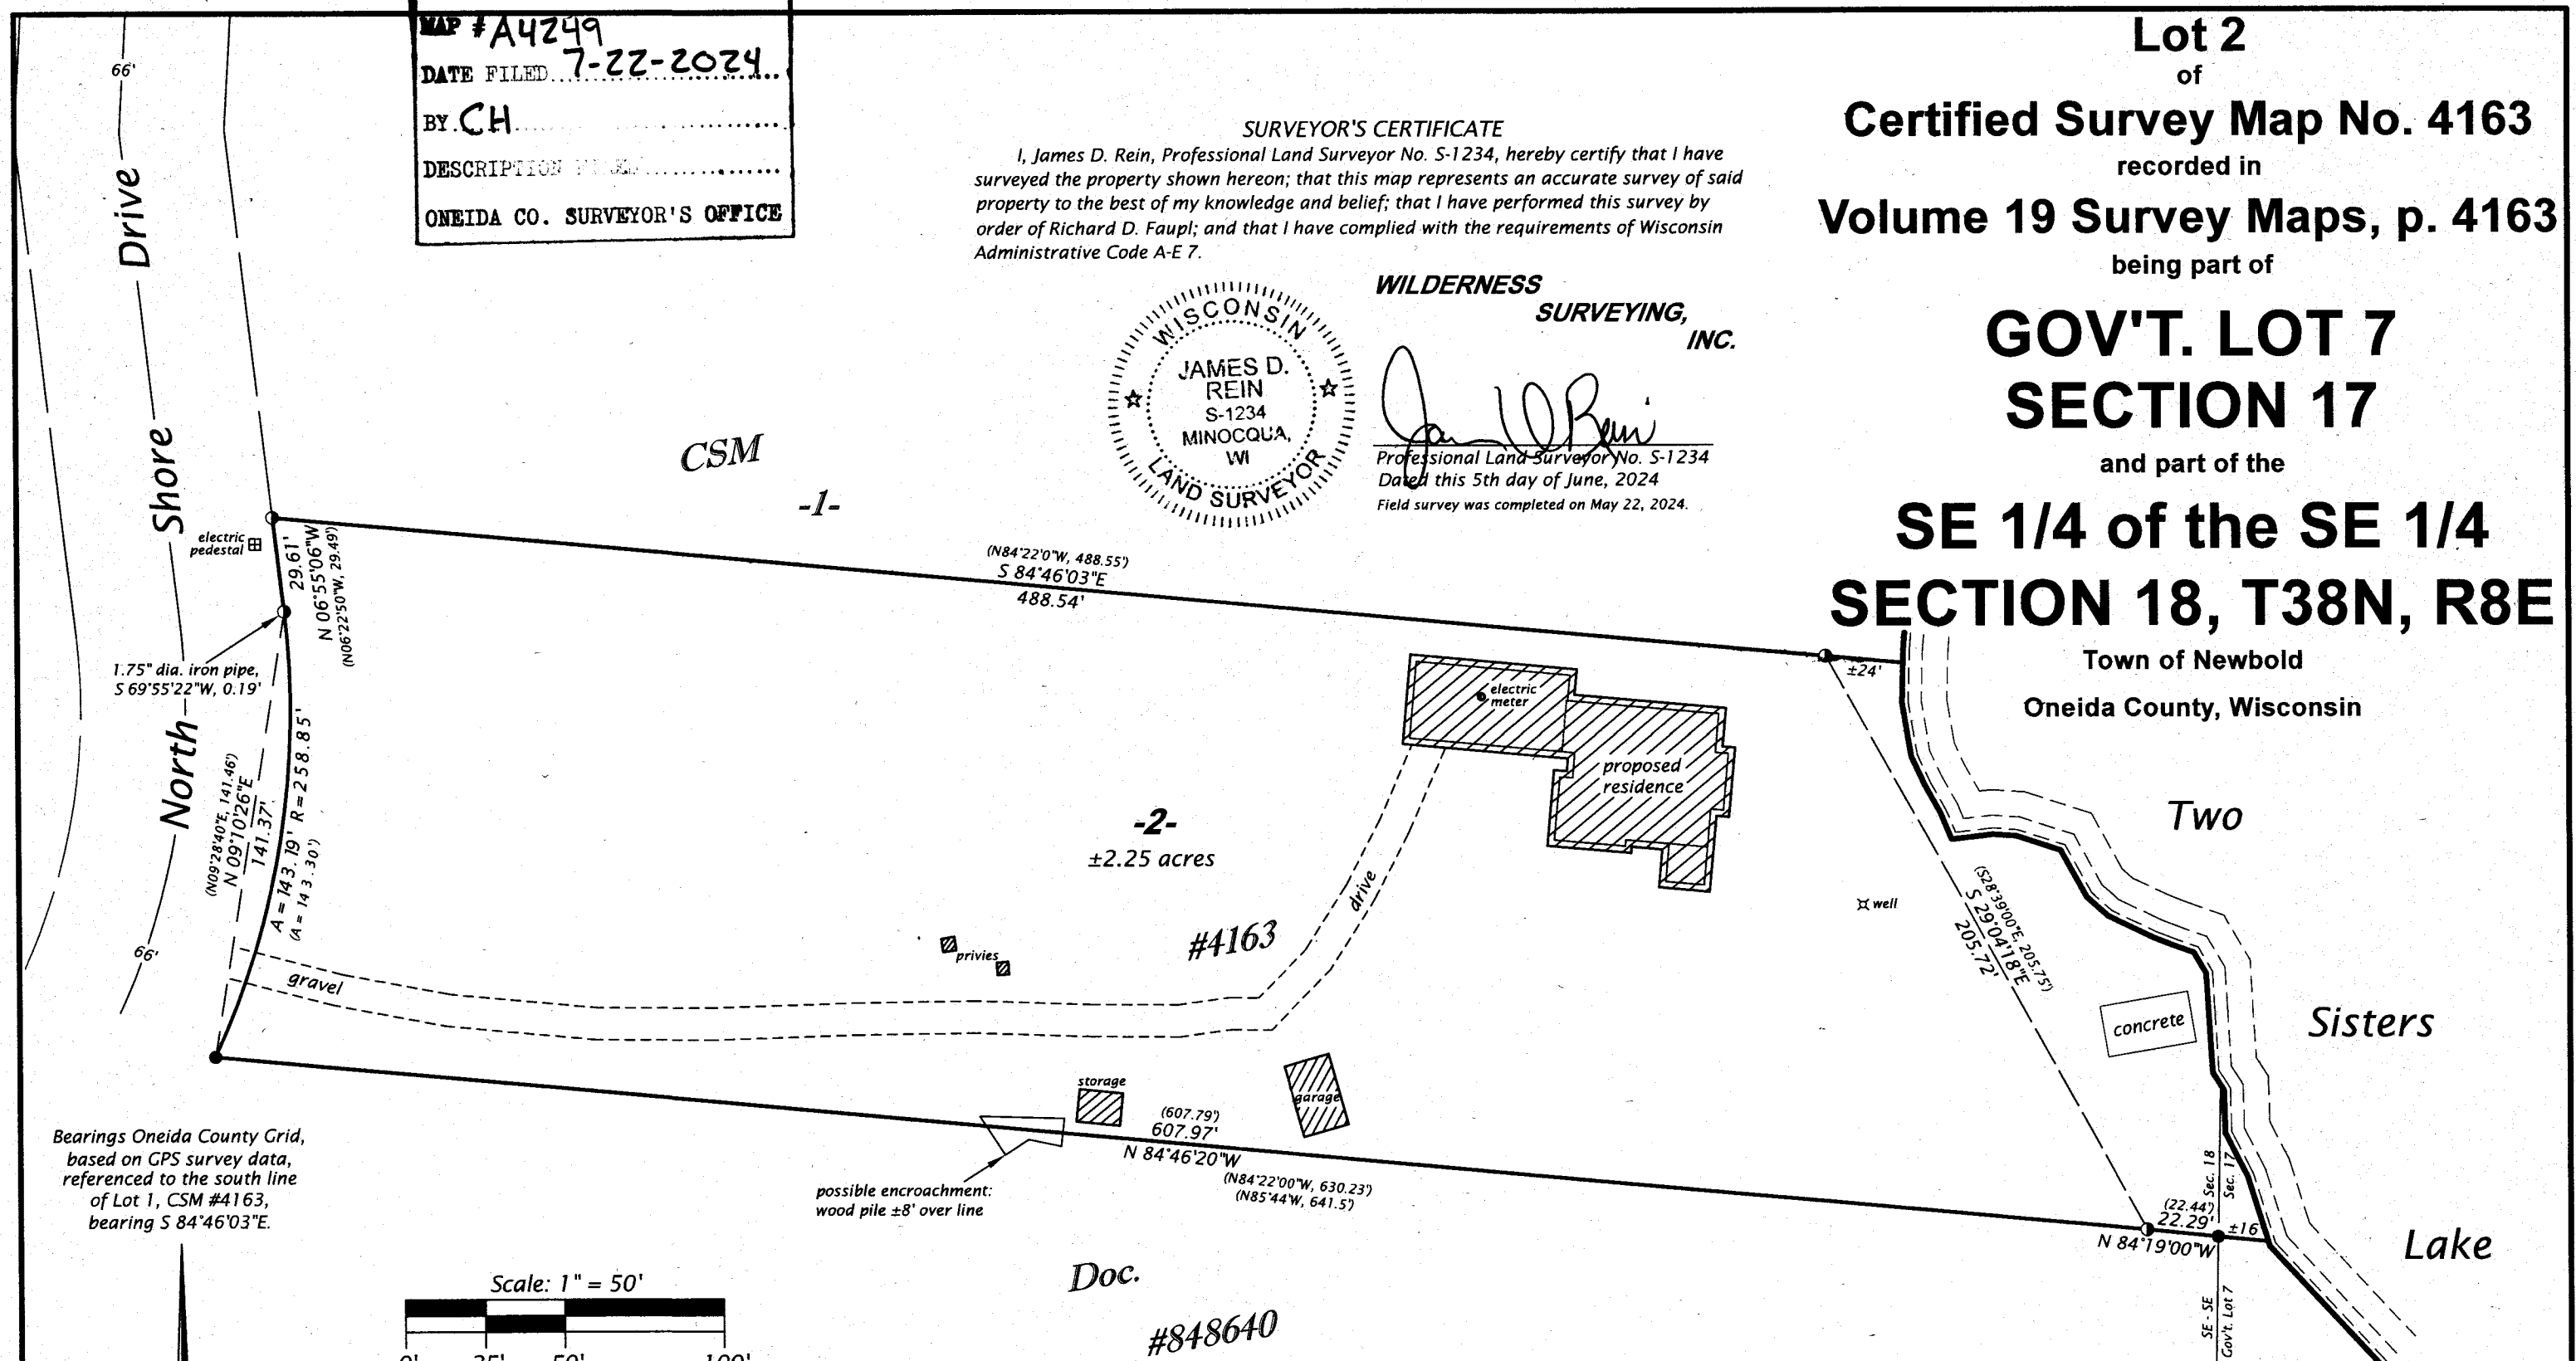 MAP # A4249
DATE FILED 7-22-2024
BY. CH
DESCRIPTION FILED
ONEIDA CO. SURVEYOR'S OFFICE
Lot 2
of
Certified Survey Map No. 4163
recorded in
Volume 19 Survey Maps, p. 4163
being part of
GOV'T. LOT 7
SECTION 17
and part of the
SE 1/4 of the SE 1/4
SECTION 18, T38N, R8E
Town of Newbold
Oneida County, Wisconsin
SURVEYOR'S CERTIFICATE
I, James D. Rein, Professional Land Surveyor No. S-1234, hereby certify that I have
surveyed the property shown hereon; that this map represents an accurate survey of said
property to the best of my knowledge and belief; that I have performed this survey by
order of Richard D. Faupl; and that I have complied with the requirements of Wisconsin
Administrative Code A-E 7.
WILDERNESS
SURVEYING,
INC.
WISCONSIN
JAMES D.
REIN
S-1234
MINOCQUA,
WI
LAND SURVEYOR
Professional Land Surveyor No. S-1234
Dated this 5th day of June, 2024
Field survey was completed on May 22, 2024.
66'
North Shore Drive
66'
CSM
-1-
electric
pedestal
29.61'
N 06°55'06"W
(N06°22'50"W, 29.49')
1.75" dia. iron pipe,
S 69°55'22"W, 0.19'
(N84°22'0"W, 488.55')
S 84°46'03"E
488.54'
±24'
electric
meter
proposed
residence
(N09°28'40"E, 141.46')
N 09°10'26"E
141.37'
A=143.19' R=258.85'
(A=143.30')
-2-
±2.25 acres
#4163
drive
well
privies
gravel
(S28°39'00"E, 205.75')
S 29°04'18"E
205.72'
Two
Sisters
Lake
concrete
storage
garage
(607.79')
607.97'
N 84°46'20"W
(N84°22'00"W, 630.23')
(N85°44'W, 641.5')
possible encroachment:
wood pile ±8' over line
Sec. 18
Sec. 17
(22.44')
22.29'
±16'
N 84°19'00"W
SE - SE
Gov't. Lot 7
Bearings Oneida County Grid,
based on GPS survey data,
referenced to the south line
of Lot 1, CSM #4163,
bearing S 84°46'03"E.
Scale: 1" = 50'
0' 25' 50' 100'
Doc.
#848640